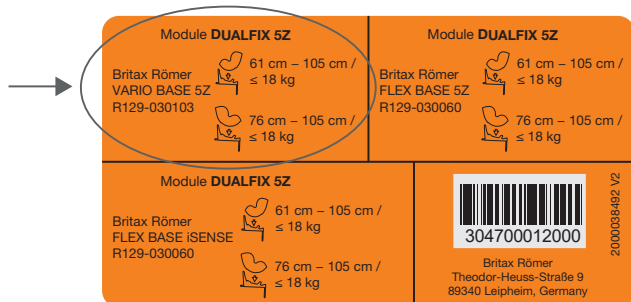 Module DUALFIX 5Z
Britax Römer
VARIO BASE 5Z
R129-030103
61 cm – 105 cm /
≤ 18 kg
76 cm – 105 cm /
≤ 18 kg
Module DUALFIX 5Z
Britax Römer
FLEX BASE 5Z
R129-030060
61 cm – 105 cm /
≤ 18 kg
76 cm – 105 cm /
≤ 18 kg
Module DUALFIX 5Z
Britax Römer
FLEX BASE iSENSE
R129-030060
61 cm – 105 cm /
≤ 18 kg
76 cm – 105 cm /
≤ 18 kg
304700012000
Britax Römer
Theodor-Heuss-Straße 9
89340 Leipheim, Germany
2000038492 V2